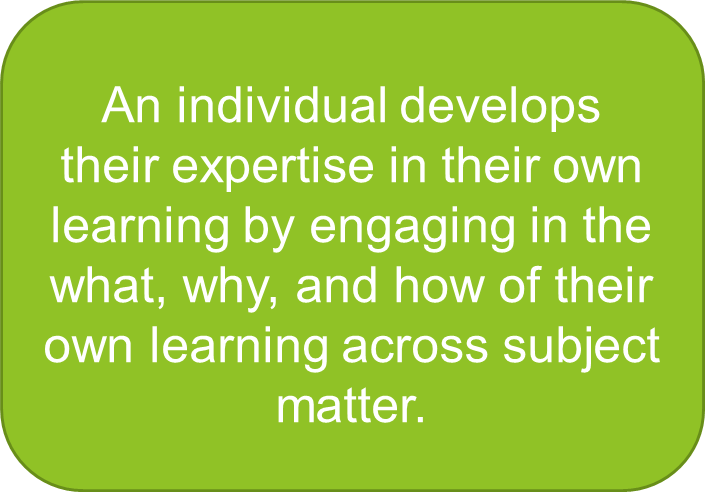 An individual develops
their expertise in their own
learning by engaging in the
what, why, and how of their
own learning across subject
matter.